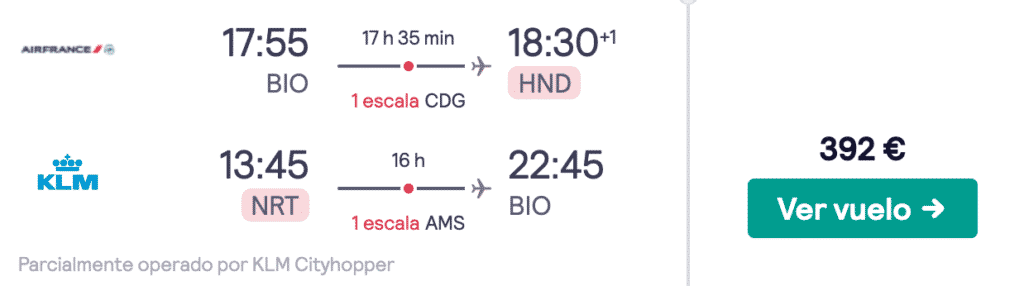 AIRFRANCE
17:55
17 h 35 min
18:30+1
BIO
1 escala CDG
HND
KLM
13:45
16 h
22:45
NRT
1 escala AMS
BIO
Parcialmente operado por KLM Cityhopper
392 €
Ver vuelo →